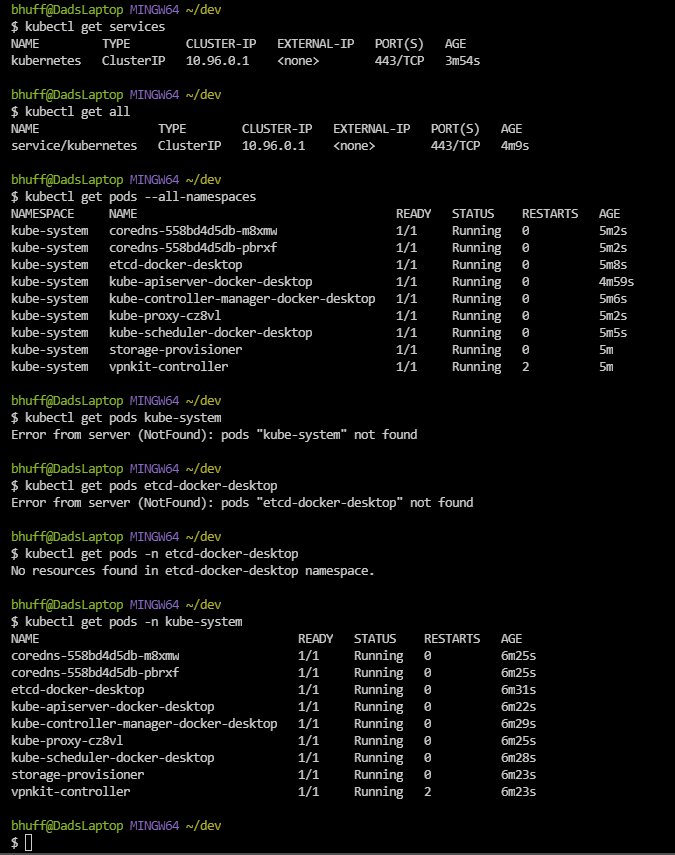 bhuff@DadsLaptop MINGW64 ~/dev
$ kubectl get services
NAME         TYPE        CLUSTER-IP   EXTERNAL-IP   PORT(S)   AGE
kubernetes   ClusterIP   10.96.0.1    <none>        443/TCP   3m54s
bhuff@DadsLaptop MINGW64 ~/dev
$ kubectl get all
NAME                 TYPE        CLUSTER-IP   EXTERNAL-IP   PORT(S)   AGE
service/kubernetes   ClusterIP   10.96.0.1    <none>        443/TCP   4m9s
bhuff@DadsLaptop MINGW64 ~/dev
$ kubectl get pods --all-namespaces
NAMESPACE     NAME                                     READY   STATUS    RESTARTS   AGE
kube-system   coredns-558bd4d5db-m8xmw                 1/1     Running   0          5m2s
kube-system   coredns-558bd4d5db-pbrxf                 1/1     Running   0          5m2s
kube-system   etcd-docker-desktop                      1/1     Running   0          5m8s
kube-system   kube-apiserver-docker-desktop            1/1     Running   0          4m59s
kube-system   kube-controller-manager-docker-desktop   1/1     Running   0          5m6s
kube-system   kube-proxy-cz8vl                         1/1     Running   0          5m2s
kube-system   kube-scheduler-docker-desktop            1/1     Running   0          5m5s
kube-system   storage-provisioner                      1/1     Running   0          5m
kube-system   vpnkit-controller                        1/1     Running   2          5m
bhuff@DadsLaptop MINGW64 ~/dev
$ kubectl get pods kube-system
Error from server (NotFound): pods "kube-system" not found
bhuff@DadsLaptop MINGW64 ~/dev
$ kubectl get pods etcd-docker-desktop
Error from server (NotFound): pods "etcd-docker-desktop" not found
bhuff@DadsLaptop MINGW64 ~/dev
$ kubectl get pods -n etcd-docker-desktop
No resources found in etcd-docker-desktop namespace.
bhuff@DadsLaptop MINGW64 ~/dev
$ kubectl get pods -n kube-system
NAME                                     READY   STATUS    RESTARTS   AGE
coredns-558bd4d5db-m8xmw                 1/1     Running   0          6m25s
coredns-558bd4d5db-pbrxf                 1/1     Running   0          6m25s
etcd-docker-desktop                      1/1     Running   0          6m31s
kube-apiserver-docker-desktop            1/1     Running   0          6m22s
kube-controller-manager-docker-desktop   1/1     Running   0          6m29s
kube-proxy-cz8vl                         1/1     Running   0          6m25s
kube-scheduler-docker-desktop            1/1     Running   0          6m28s
storage-provisioner                      1/1     Running   0          6m23s
vpnkit-controller                        1/1     Running   2          6m23s
bhuff@DadsLaptop MINGW64 ~/dev
$